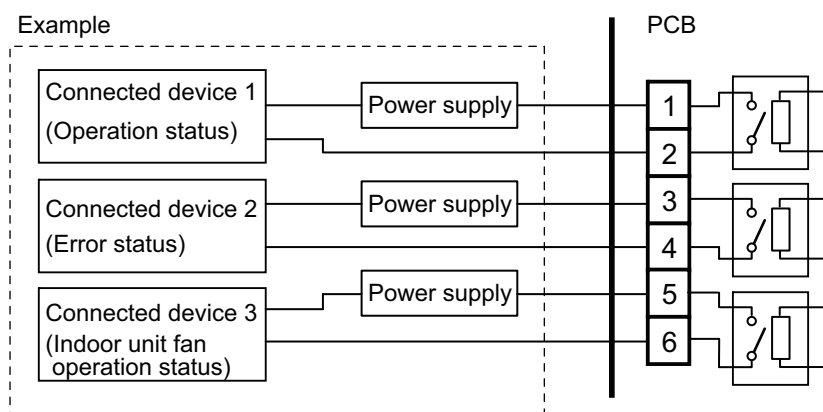 Example
PCB
Connected device 1
(Operation status)
Power supply
1
2
Connected device 2
(Error status)
Power supply
3
4
Connected device 3
(Indoor unit fan
operation status)
Power supply
5
6